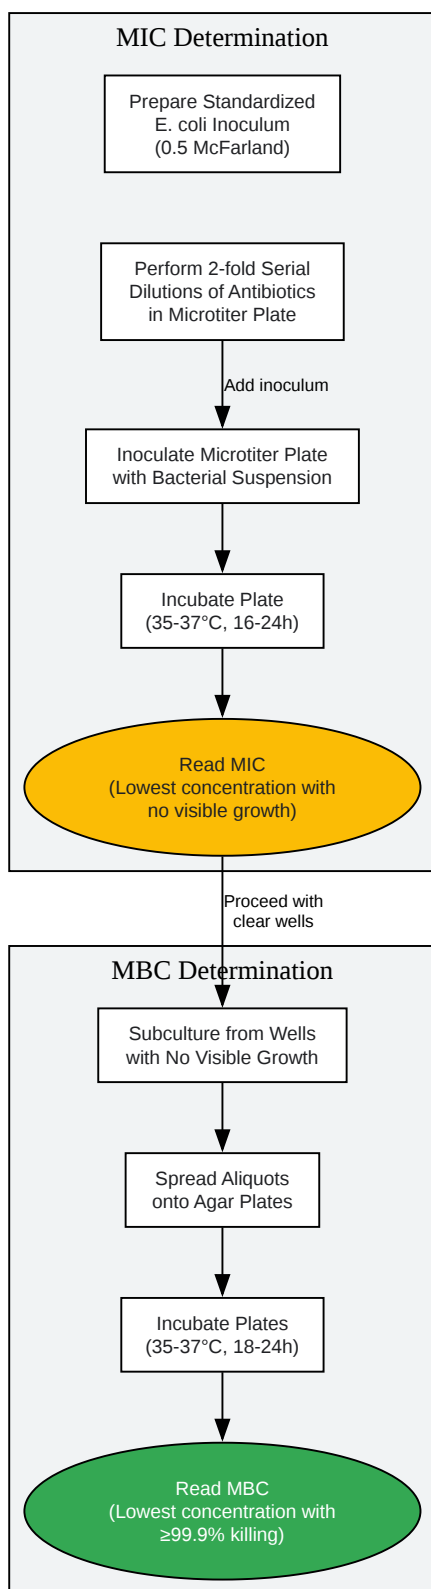 MIC Determination
Prepare Standardized
E. coli Inoculum
(0.5 McFarland)
Perform 2-fold Serial
Dilutions of Antibiotics
in Microtiter Plate
Add inoculum
Inoculate Microtiter Plate
with Bacterial Suspension
Incubate Plate
(35-37°C, 16-24h)
Read MIC
(Lowest concentration with
no visible growth)
Proceed with
clear wells
MBC Determination
Subculture from Wells
with No Visible Growth
Spread Aliquots
onto Agar Plates
Incubate Plates
(35-37°C, 18-24h)
Read MBC
(Lowest concentration with
≥99.9% killing)